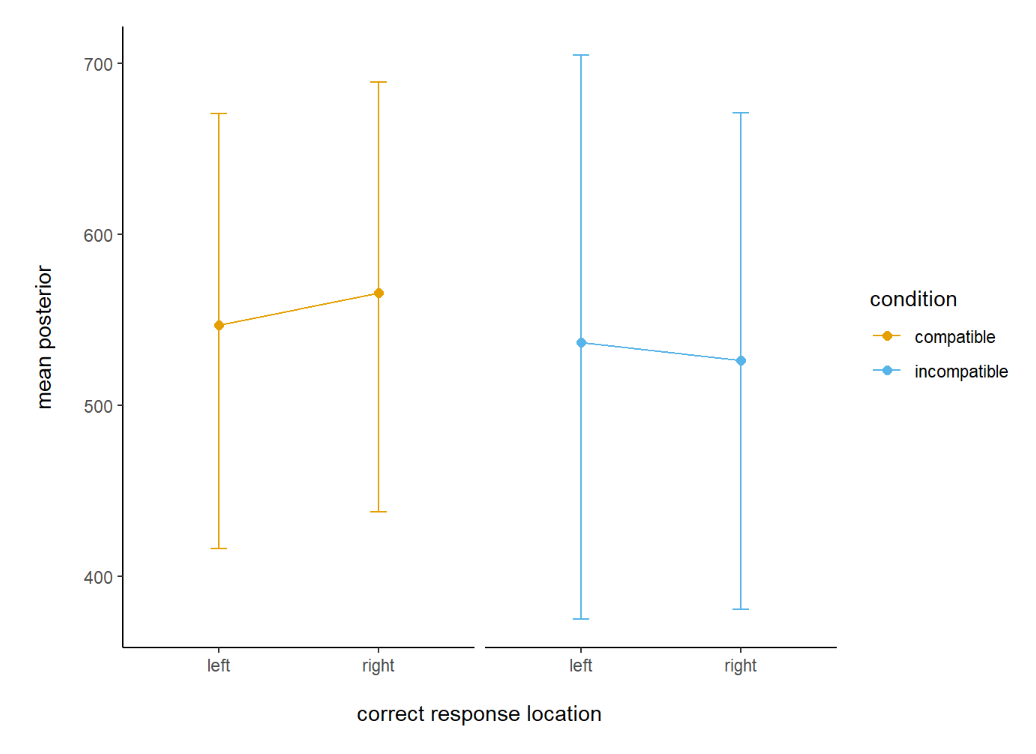 700
600
500
400
mean posterior
left
right
left
right
correct response location
condition
compatible
incompatible